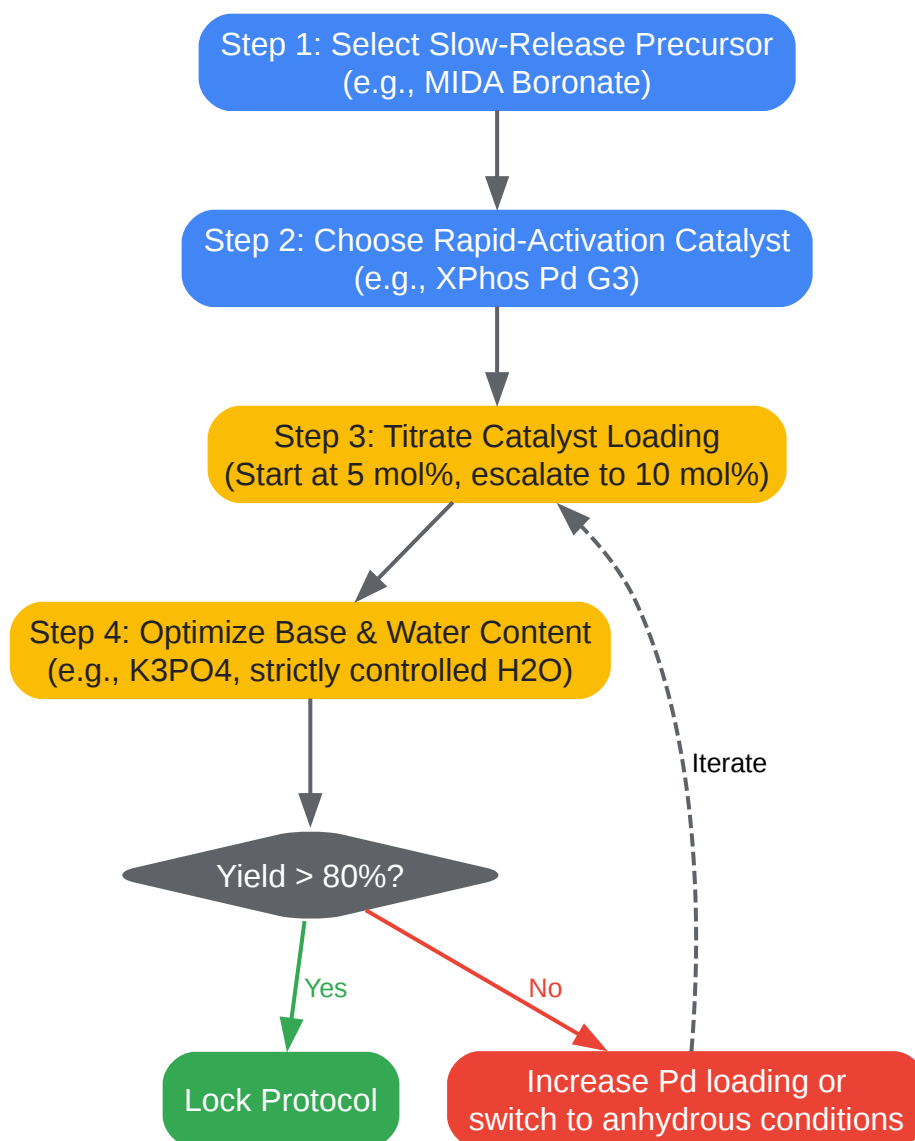 Step 1: Select Slow-Release Precursor
(e.g., MIDA Boronate)
Step 2: Choose Rapid-Activation Catalyst
(e.g., XPhos Pd G3)
Step 3: Titrate Catalyst Loading
(Start at 5 mol%, escalate to 10 mol%)
Step 4: Optimize Base & Water Content
(e.g., K3PO4, strictly controlled H2O)
Iterate
Yield > 80%?
Yes
No
Lock Protocol
Increase Pd loading or
switch to anhydrous conditions